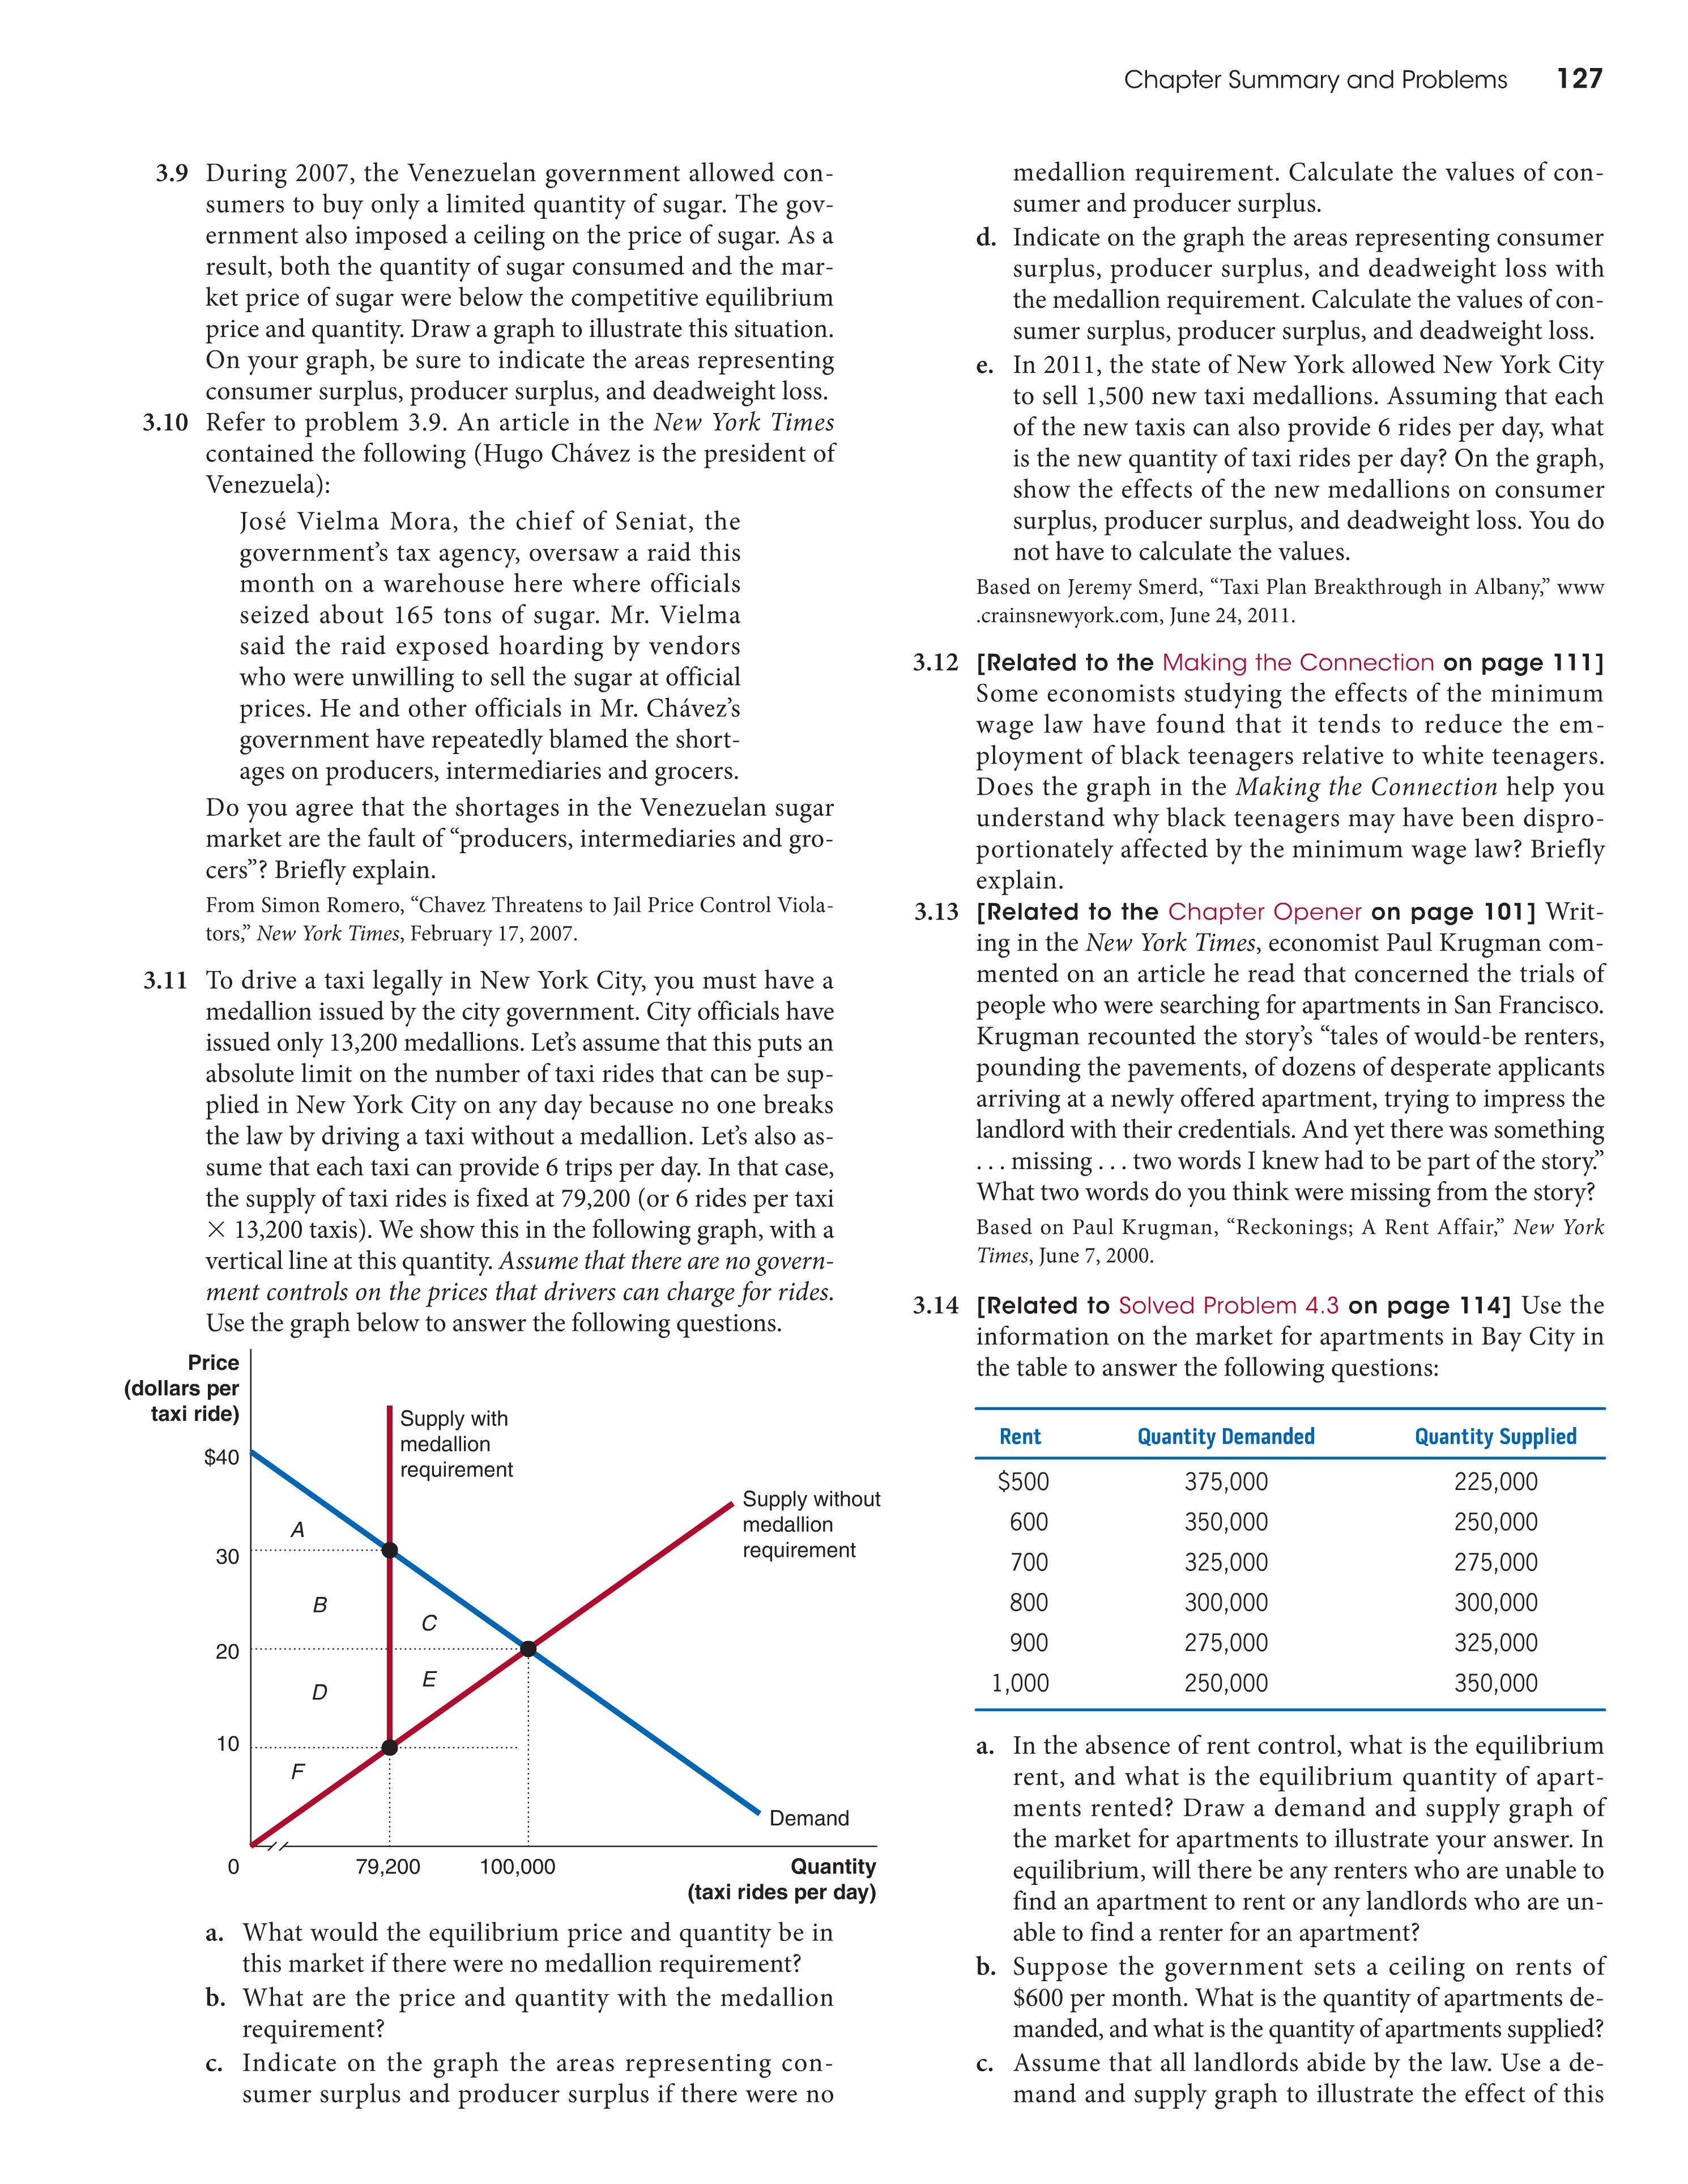 Chapter Summary and Problems 127
3.9 During 2007, the Venezuelan government allowed con-
sumers to buy only a limited quantity of sugar. The gov-
ernment also imposed a ceiling on the price of sugar. As a
result, both the quantity of sugar consumed and the mar-
ket price of sugar were below the competitive equilibrium
price and quantity. Draw a graph to illustrate this situation.
On your graph, be sure to indicate the areas representing
consumer surplus, producer surplus, and deadweight loss.
3.10 Refer to problem 3.9. An article in the New York Times
contained the following (Hugo Chávez is the president of
Venezuela):
José Vielma Mora, the chief of Seniat, the
government’s tax agency, oversaw a raid this
month on a warehouse here where officials
seized about 165 tons of sugar. Mr. Vielma
said the raid exposed hoarding by vendors
who were unwilling to sell the sugar at official
prices. He and other officials in Mr. Chávez’s
government have repeatedly blamed the short-
ages on producers, intermediaries and grocers.
Do you agree that the shortages in the Venezuelan sugar
market are the fault of “producers, intermediaries and gro-
cers”? Briefly explain.
From Simon Romero, “Chavez Threatens to Jail Price Control Viola-
tors,” New York Times, February 17, 2007.
3.11 To drive a taxi legally in New York City, you must have a
medallion issued by the city government. City officials have
issued only 13,200 medallions. Let’s assume that this puts an
absolute limit on the number of taxi rides that can be sup-
plied in New York City on any day because no one breaks
the law by driving a taxi without a medallion. Let’s also as-
sume that each taxi can provide 6 trips per day. In that case,
the supply of taxi rides is fixed at 79,200 (or 6 rides per taxi
× 13,200 taxis). We show this in the following graph, with a
vertical line at this quantity. Assume that there are no govern-
ment controls on the prices that drivers can charge for rides.
Use the graph below to answer the following questions.
Price
(dollars per
taxi ride)
$40
30
20
10
0
Supply with
medallion
requirement
Supply without
medallion
requirement
A
B
C
D
E
F
Demand
79,200
100,000
Quantity
(taxi rides per day)
a. What would the equilibrium price and quantity be in
this market if there were no medallion requirement?
b. What are the price and quantity with the medallion
requirement?
c. Indicate on the graph the areas representing con-
sumer surplus and producer surplus if there were no
medallion requirement. Calculate the values of con-
sumer and producer surplus.
d. Indicate on the graph the areas representing consumer
surplus, producer surplus, and deadweight loss with
the medallion requirement. Calculate the values of con-
sumer surplus, producer surplus, and deadweight loss.
e. In 2011, the state of New York allowed New York City
to sell 1,500 new taxi medallions. Assuming that each
of the new taxis can also provide 6 rides per day, what
is the new quantity of taxi rides per day? On the graph,
show the effects of the new medallions on consumer
surplus, producer surplus, and deadweight loss. You do
not have to calculate the values.
Based on Jeremy Smerd, “Taxi Plan Breakthrough in Albany,” www
.crainsnewyork.com, June 24, 2011.
3.12 [Related to the Making the Connection on page 111]
Some economists studying the effects of the minimum
wage law have found that it tends to reduce the em-
ployment of black teenagers relative to white teenagers.
Does the graph in the Making the Connection help you
understand why black teenagers may have been dispro-
portionately affected by the minimum wage law? Briefly
explain.
3.13 [Related to the Chapter Opener on page 101] Writ-
ing in the New York Times, economist Paul Krugman com-
mented on an article he read that concerned the trials of
people who were searching for apartments in San Francisco.
Krugman recounted the story’s “tales of would-be renters,
pounding the pavements, of dozens of desperate applicants
arriving at a newly offered apartment, trying to impress the
landlord with their credentials. And yet there was something
. . . missing . . . two words I knew had to be part of the story.”
What two words do you think were missing from the story?
Based on Paul Krugman, “Reckonings; A Rent Affair,” New York
Times, June 7, 2000.
3.14 [Related to Solved Problem 4.3 on page 114] Use the
information on the market for apartments in Bay City in
the table to answer the following questions:
Rent Quantity Demanded Quantity Supplied
$500 375,000 225,000
600 350,000 250,000
700 325,000 275,000
800 300,000 300,000
900 275,000 325,000
1,000 250,000 350,000
a. In the absence of rent control, what is the equilibrium
rent, and what is the equilibrium quantity of apart-
ments rented? Draw a demand and supply graph of
the market for apartments to illustrate your answer. In
equilibrium, will there be any renters who are unable to
find an apartment to rent or any landlords who are un-
able to find a renter for an apartment?
b. Suppose the government sets a ceiling on rents of
$600 per month. What is the quantity of apartments de-
manded, and what is the quantity of apartments supplied?
c. Assume that all landlords abide by the law. Use a de-
mand and supply graph to illustrate the effect of this